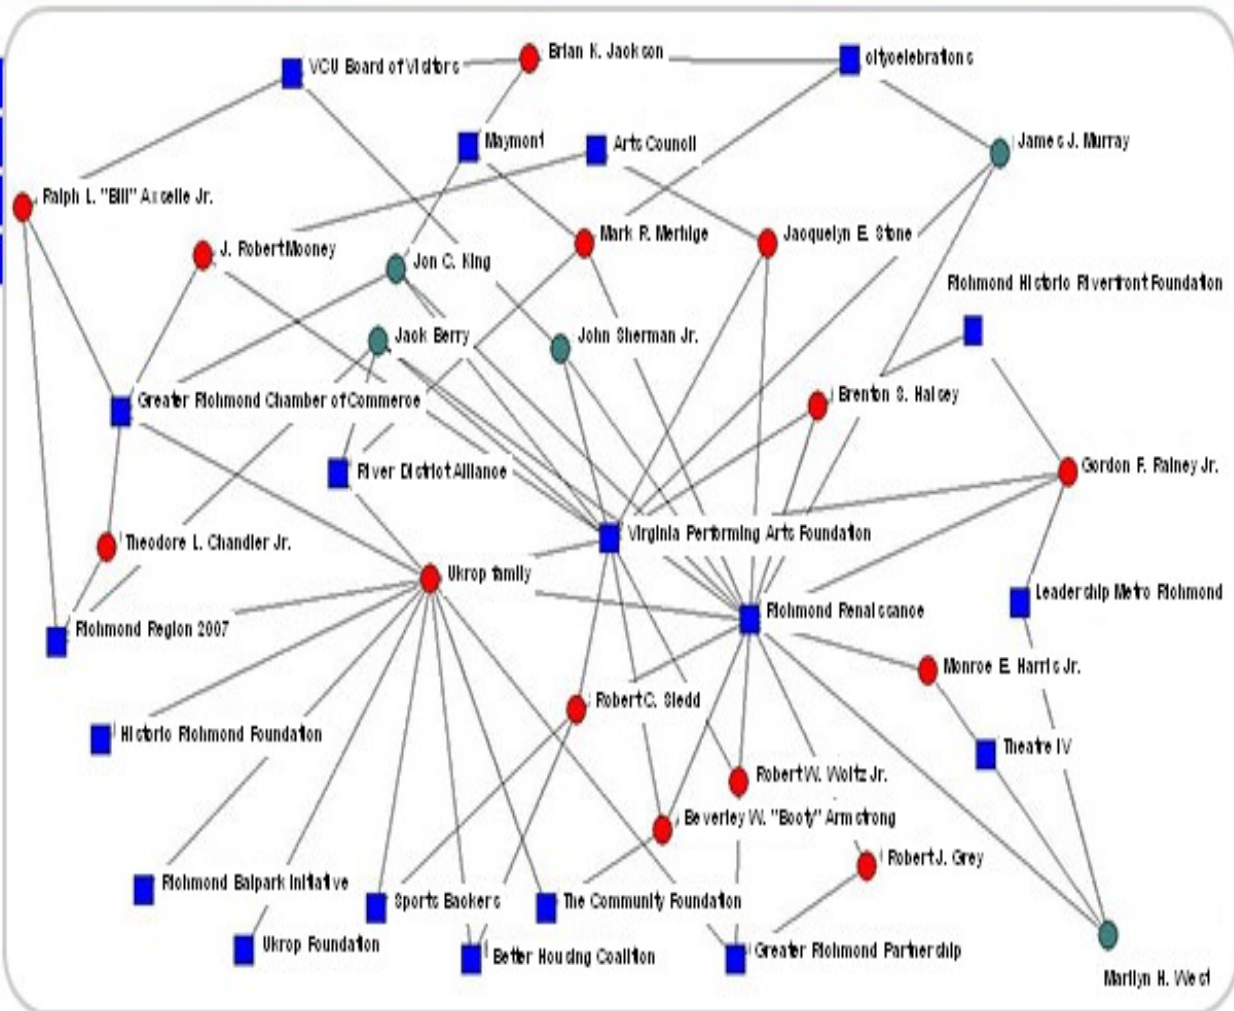 Brian K. Jackson
VCU Board of Visitors
citycelebrations
Maymont
Arts Council
James J. Murray
Ralph L. "Bill" Axselle Jr.
J. Robert Mooney
Mark R. Merhige
Jacquelyn E. Stone
Jon C. King
Richmond Historic Riverfront Foundation
Jack Berry
John Sherman Jr.
Greater Richmond Chamber of Commerce
Brenton S. Halsey
River District Alliance
Gordon F. Rainey Jr.
Theodore L. Chandler Jr.
Virginia Performing Arts Foundation
Ukrop family
Leadership Metro Richmond
Richmond Renaissance
Richmond Region 2007
Monroe E. Harris Jr.
Robert C. Sledd
Historic Richmond Foundation
Theatre IV
Robert W. Woltz Jr.
Beverley W. "Booty" Armstrong
Robert J. Grey
Richmond Balpark Initiative
Sports Backers
The Community Foundation
Ukrop Foundation
Better Housing Coalition
Greater Richmond Partnership
Marilyn H. West